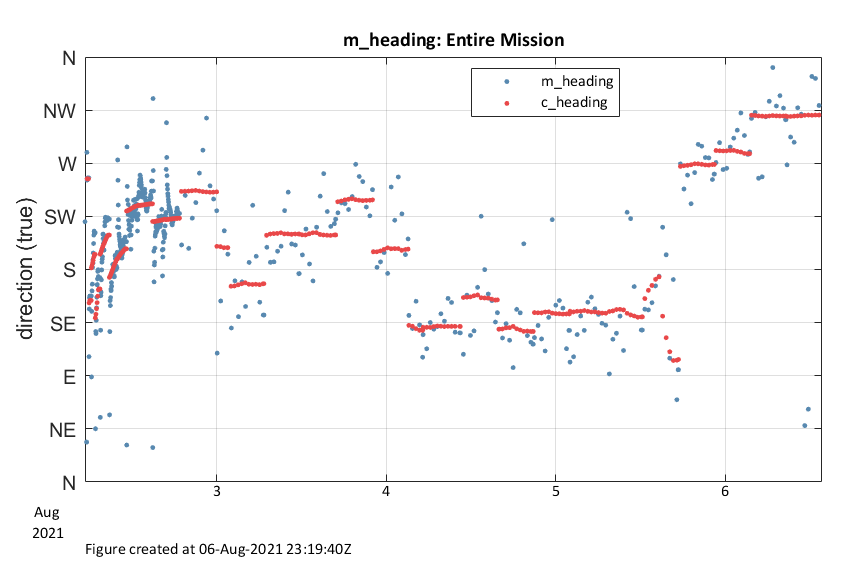 m_heading: Entire Mission
m_heading
c_heading
direction (true)
N
NW
W
SW
S
SE
E
NE
N
3
4
5
6
Aug
2021
Figure created at 06-Aug-2021 23:19:40Z